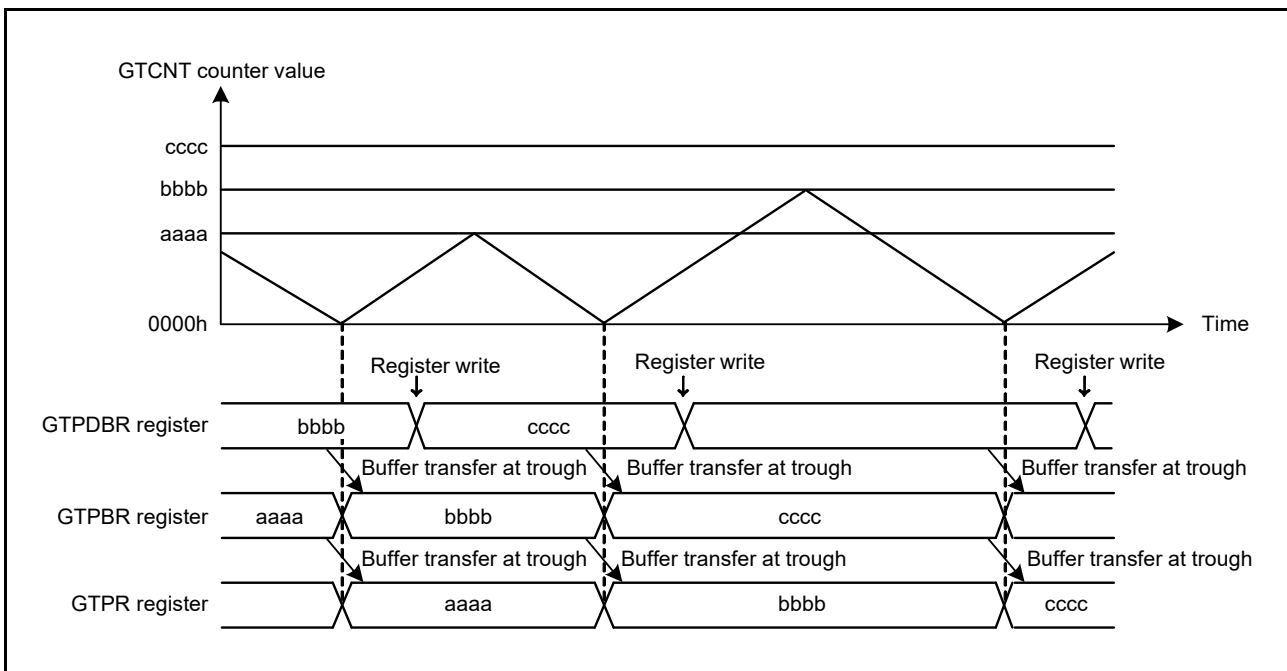 GTCNT counter value
cccc
bbbb
aaaa
0000h
Time
Register write Register write Register write
GTPDBR register bbbb cccc
Buffer transfer at trough Buffer transfer at trough Buffer transfer at trough
GTPBR register aaaa bbbb cccc
Buffer transfer at trough Buffer transfer at trough Buffer transfer at trough
GTPR register aaaa bbbb cccc